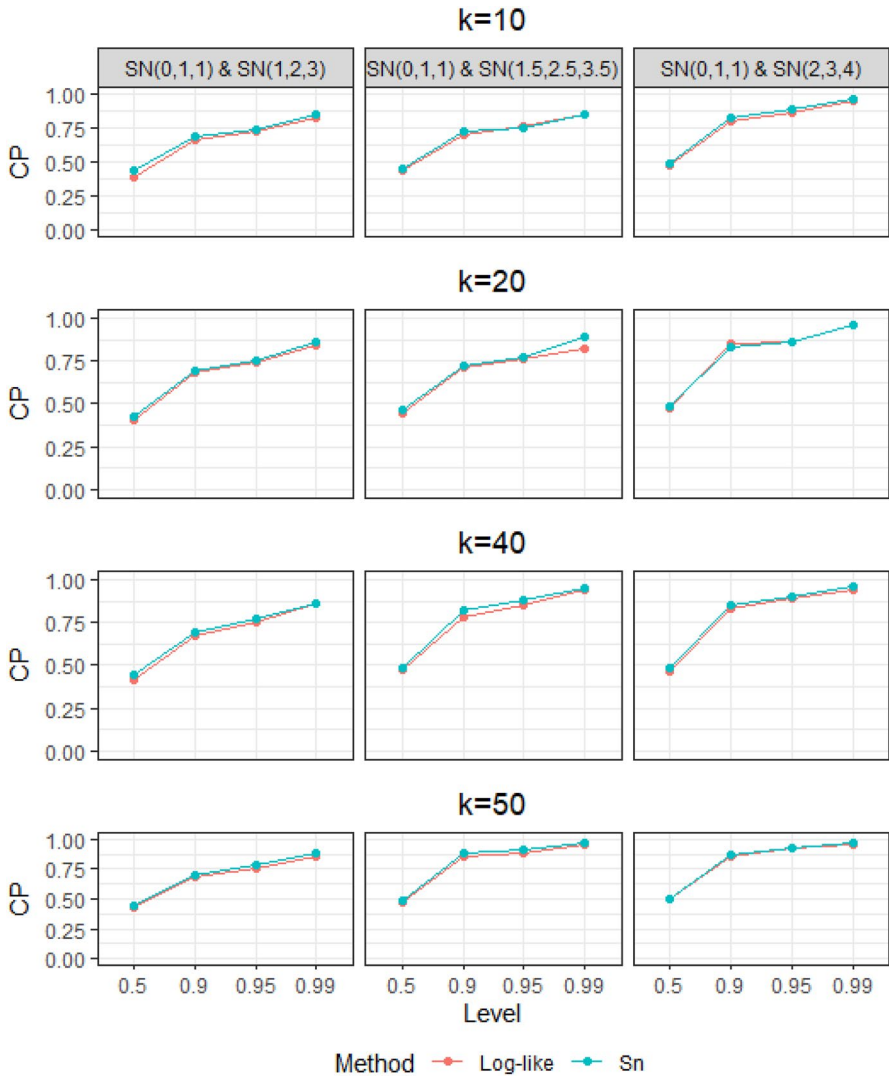 k=10
SN(0,1,1) & SN(1,2,3) SN(0,1,1) & SN(1.5,2.5,3.5) SN(0,1,1) & SN(2,3,4)
CP
1.00
0.75
0.50
0.25
0.00
k=20
CP
1.00
0.75
0.50
0.25
0.00
k=40
CP
1.00
0.75
0.50
0.25
0.00
k=50
CP
1.00
0.75
0.50
0.25
0.00
0.5 0.9 0.95 0.99 0.5 0.9 0.95 0.99 0.5 0.9 0.95 0.99
Level
Method Log-like Sn